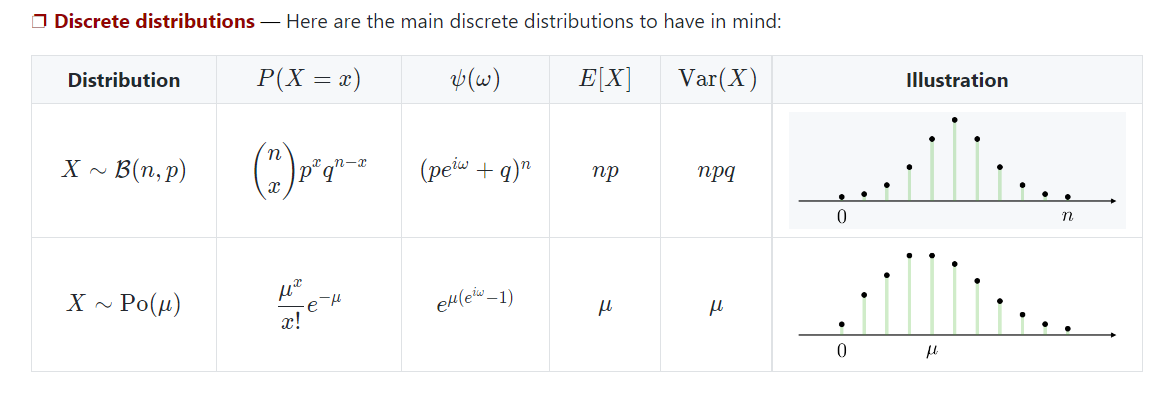 ❐ Discrete distributions — Here are the main discrete distributions to have in mind:
Distribution P(X = x) ψ(ω) E[X] Var(X) Illustration
X ∼ B(n, p) (n x) p^x q^{n−x} (pe^{iω} + q)^n np npq
0 n
X ∼ Po(μ) μ^x/x! e^{−μ} e^{μ(e^{iω}−1)} μ μ
0 μ